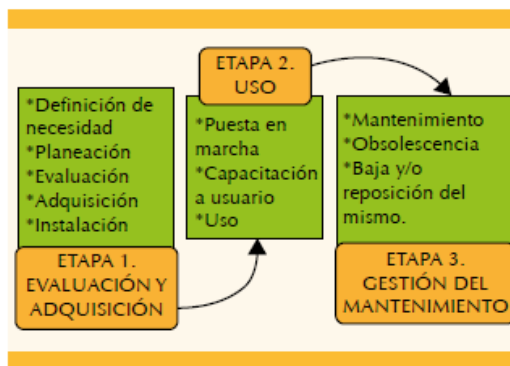 *Definición de
necesidad
*Planeación
*Evaluación
*Adquisición
*Instalación
ETAPA 1.
EVALUACIÓN Y
ADQUISICIÓN
ETAPA 2.
USO
*Puesta en
marcha
*Capacitación
a usuario
*Uso
*Mantenimiento
*Obsolescencia
*Baja y/o
reposición del
mismo.
ETAPA 3.
GESTIÓN DEL
MANTENIMIENTO